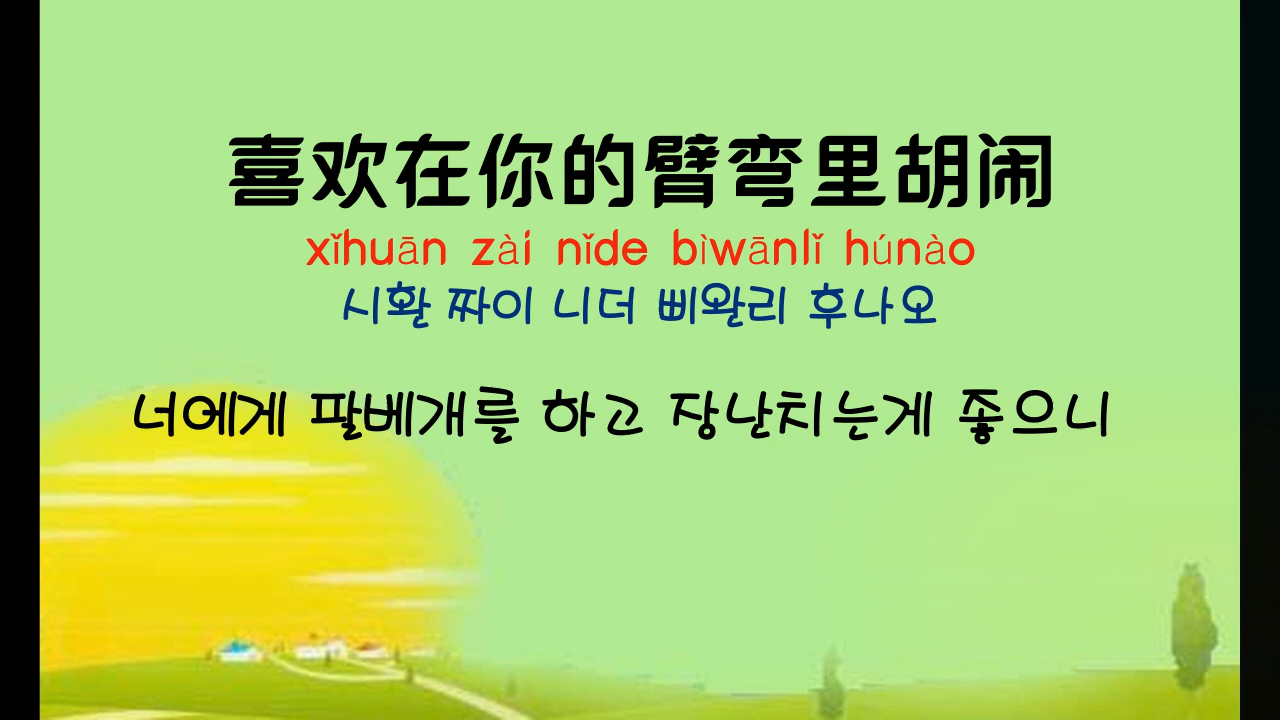 喜欢在你的臂弯里胡闹
xǐhuān zài nǐde bìwānlǐ húnào
시환 짜이 니더 삐완리 후나오
너에게 팔베개를 하고 장난치는게 좋으니